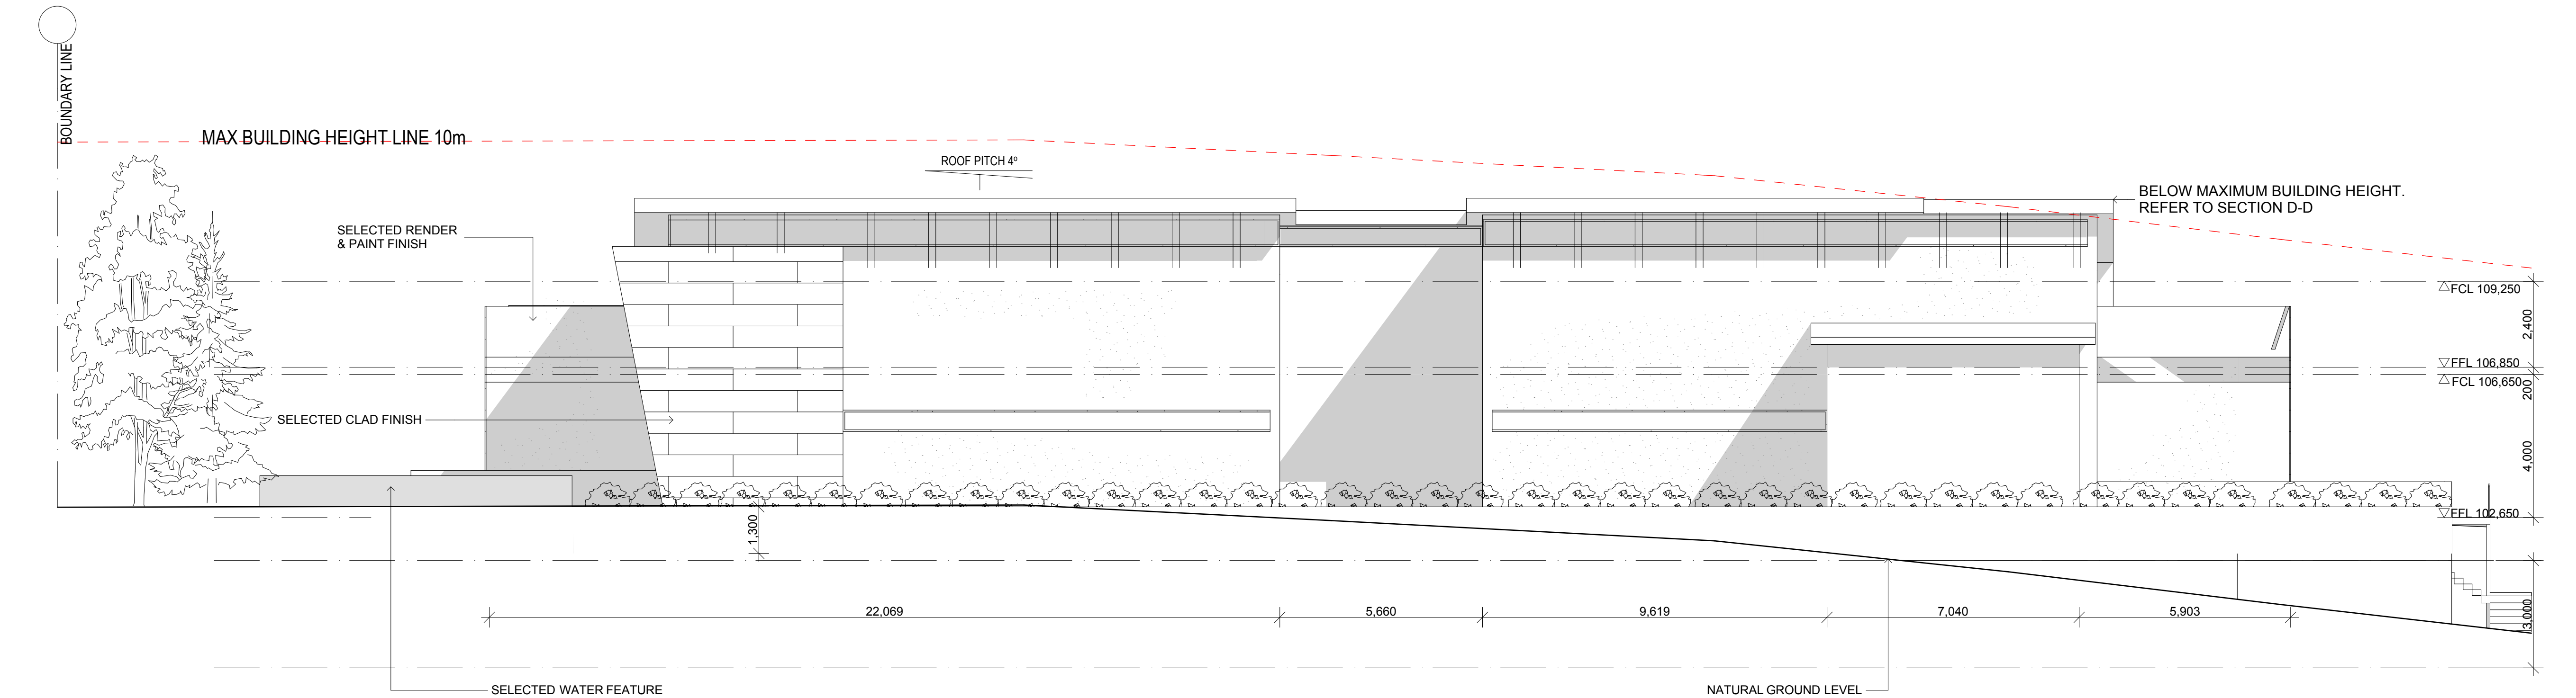 BOUNDARY LINE
MAX BUILDING HEIGHT LINE 10m
ROOF PITCH 4º
BELOW MAXIMUM BUILDING HEIGHT.
REFER TO SECTION D-D
SELECTED RENDER
& PAINT FINISH
FCL 109,250
2,400
FFL 106,850
FCL 106,650
200
SELECTED CLAD FINISH
4,000
FFL 102,650
1,300
22,069
5,660
9,619
7,040
5,903
3,000
SELECTED WATER FEATURE
NATURAL GROUND LEVEL